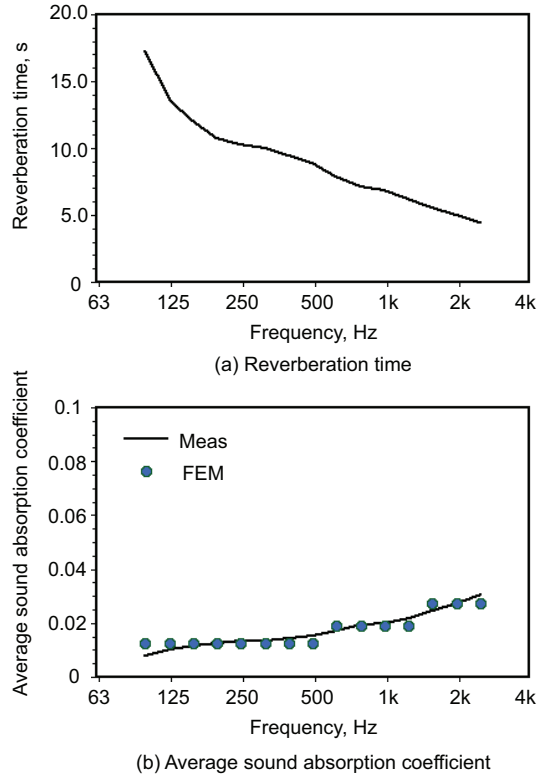 20.0
15.0
10.0
5.0
0
Reverberation time, s
63 125 250 500 1k 2k 4k
Frequency, Hz
(a) Reverberation time
0.1
0.08
0.06
0.04
0.02
0
Average sound absorption coefficient
Meas
FEM
63 125 250 500 1k 2k 4k
Frequency, Hz
(b) Average sound absorption coefficient